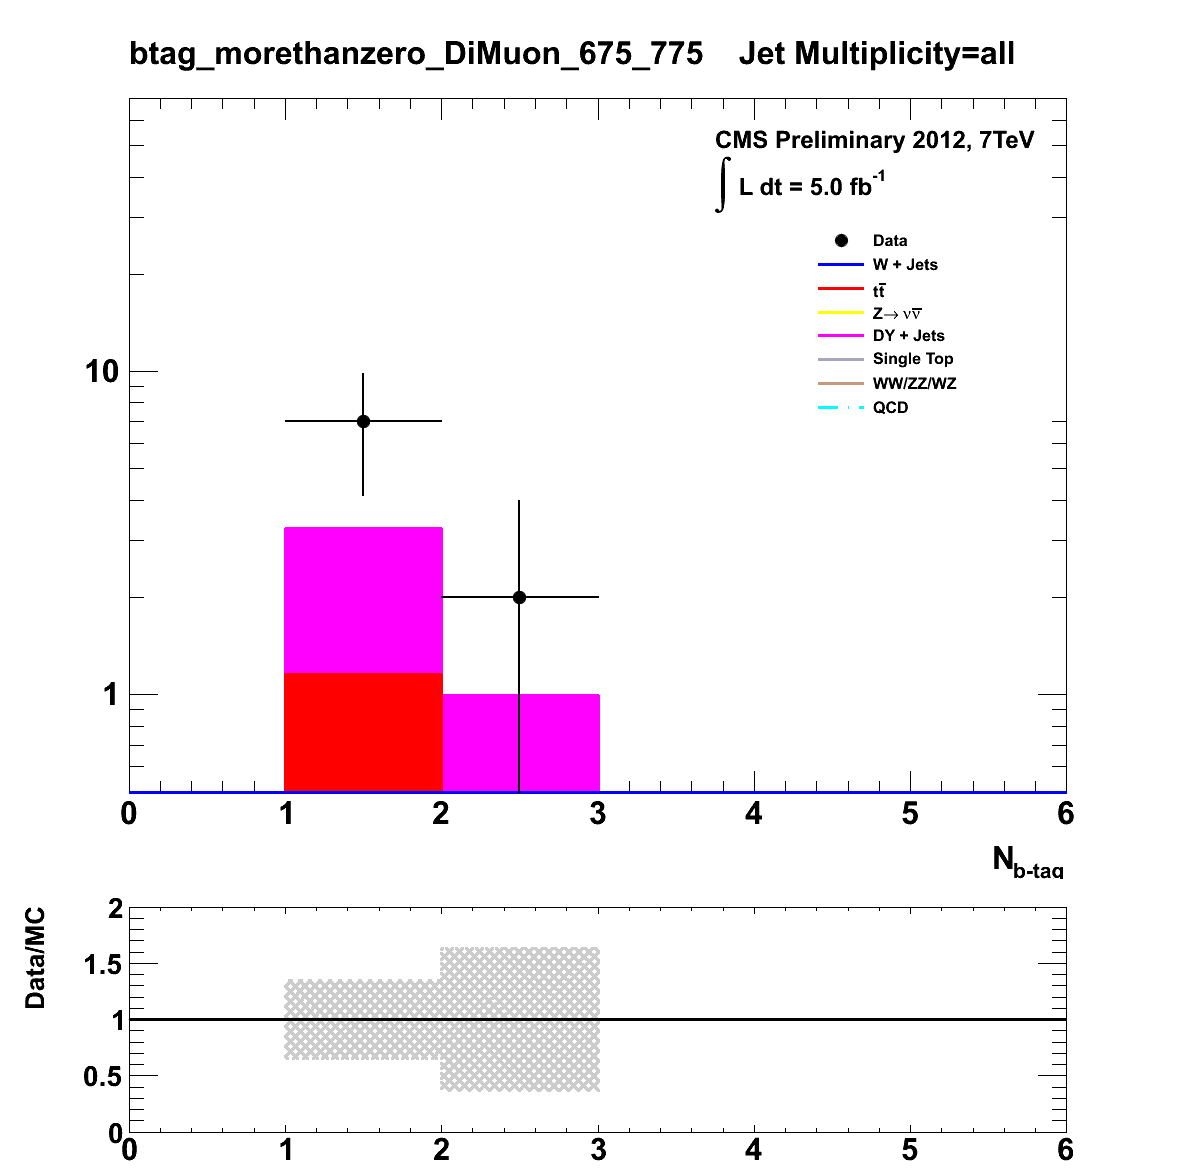 btag_morethanzero_DiMuon_675_775 Jet Multiplicity=all
CMS Preliminary 2012, 7TeV
∫ L dt = 5.0 fb⁻¹
Data
W + Jets
tt̅
Z→ νν̅
DY + Jets
Single Top
WW/ZZ/WZ
QCD
10
1
0 1 2 3 4 5 6
N_b-tag
Data/MC
2
1.5
1
0.5
0
0 1 2 3 4 5 6